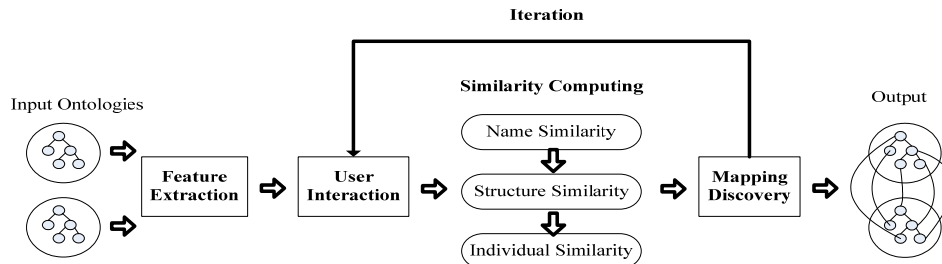 Iteration
Similarity Computing
Input Ontologies
Output
Name Similarity
Feature
Extraction
User
Interaction
Structure Similarity
Mapping
Discovery
Individual Similarity